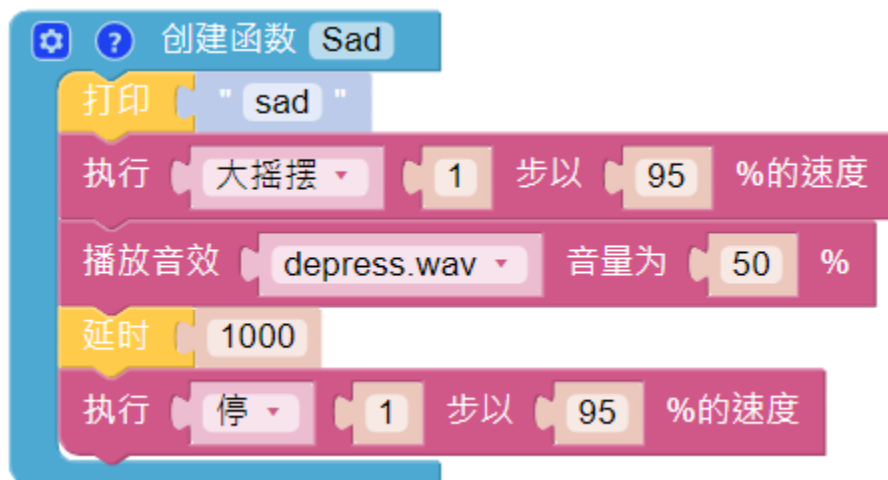 创建函数 Sad
打印 " sad "
执行 大摇摆 1 步以 95 %的速度
播放音效 depress.wav 音量为 50 %
延时 1000
执行 停 1 步以 95 %的速度